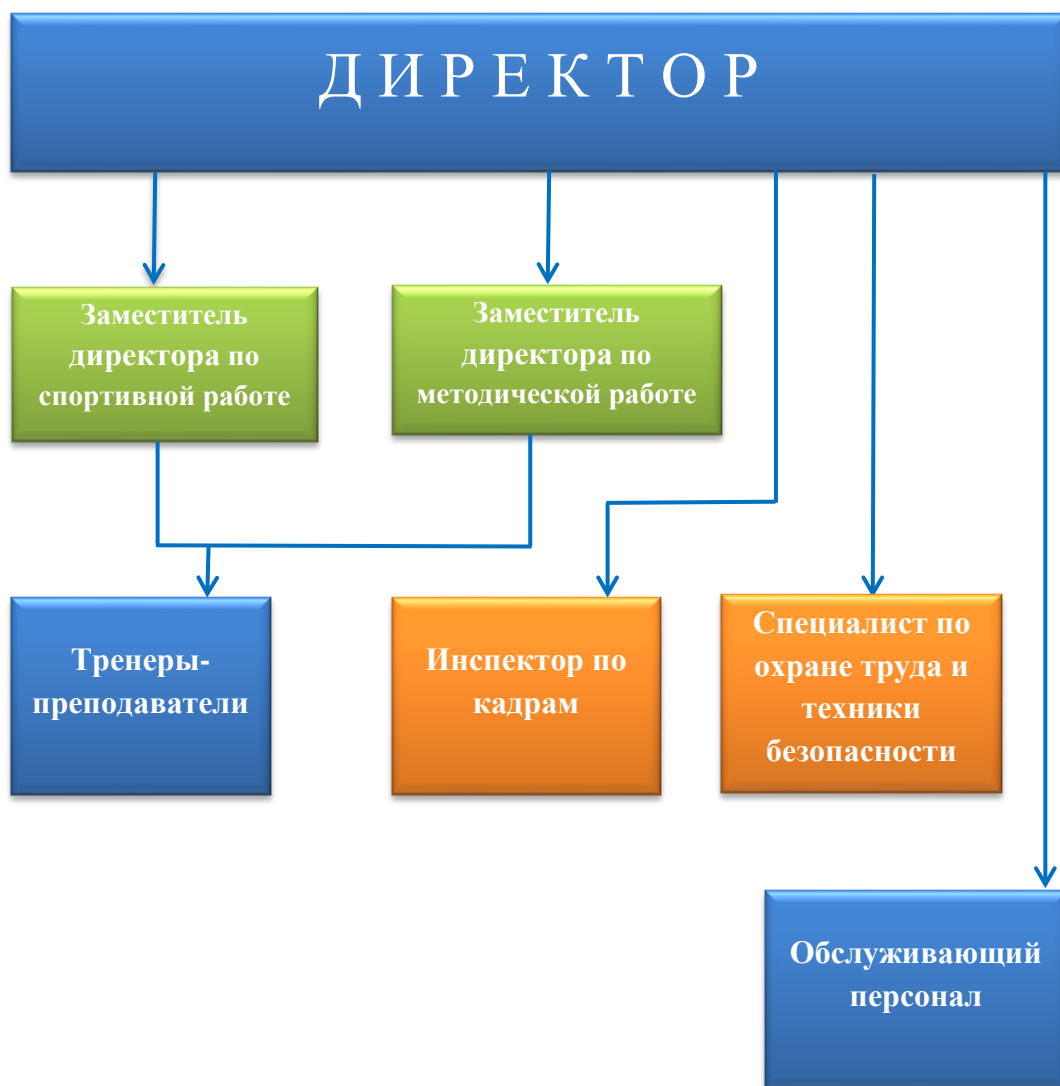 Д И Р Е К Т О Р
Заместитель
директора по
спортивной работе
Заместитель
директора по
методической работе
Тренеры-
преподаватели
Инспектор по
кадрам
Специалист по
охране труда и
техники
безопасности
Обслуживающий
персонал